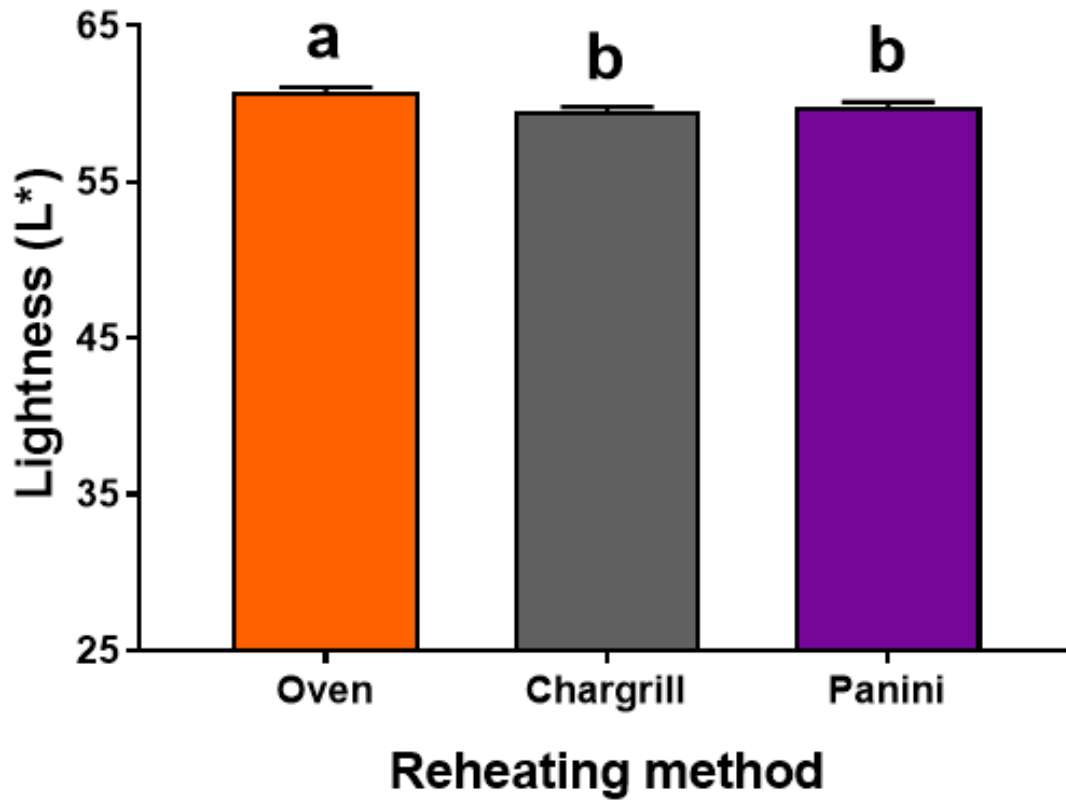 65
55
45
35
25
Lightness (L*)
a
b
b
Oven
Chargrill
Panini
Reheating method